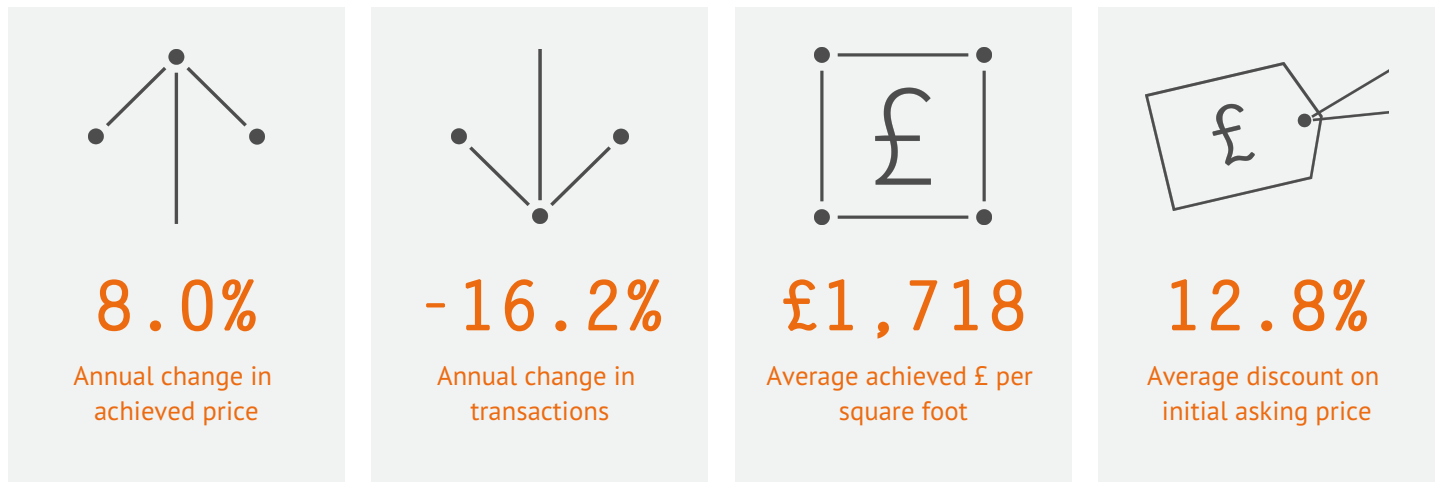 £
£
8.0%
Annual change in
achieved price
-16.2%
Annual change in
transactions
£1,718
Average achieved £ per
square foot
12.8%
Average discount on
initial asking price